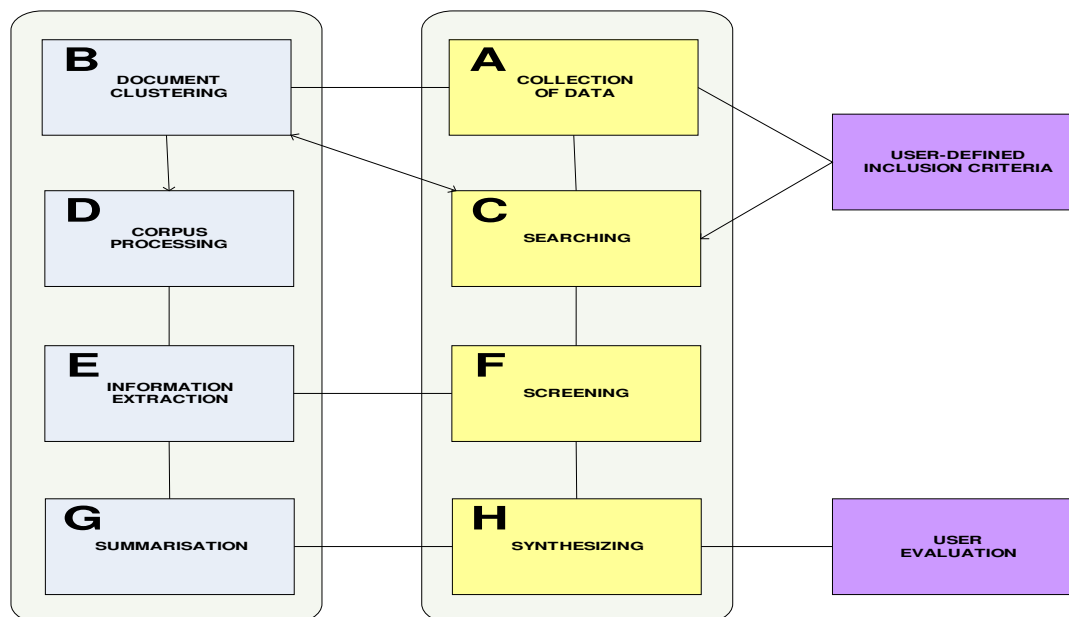 B
DOCUMENT
CLUSTERING
A
COLLECTION
OF DATA
USER-DEFINED
INCLUSION CRITERIA
D
CORPUS
PROCESSING
C
SEARCHING
E
INFORMATION
EXTRACTION
F
SCREENING
G
SUMMARISATION
H
SYNTHESIZING
USER
EVALUATION